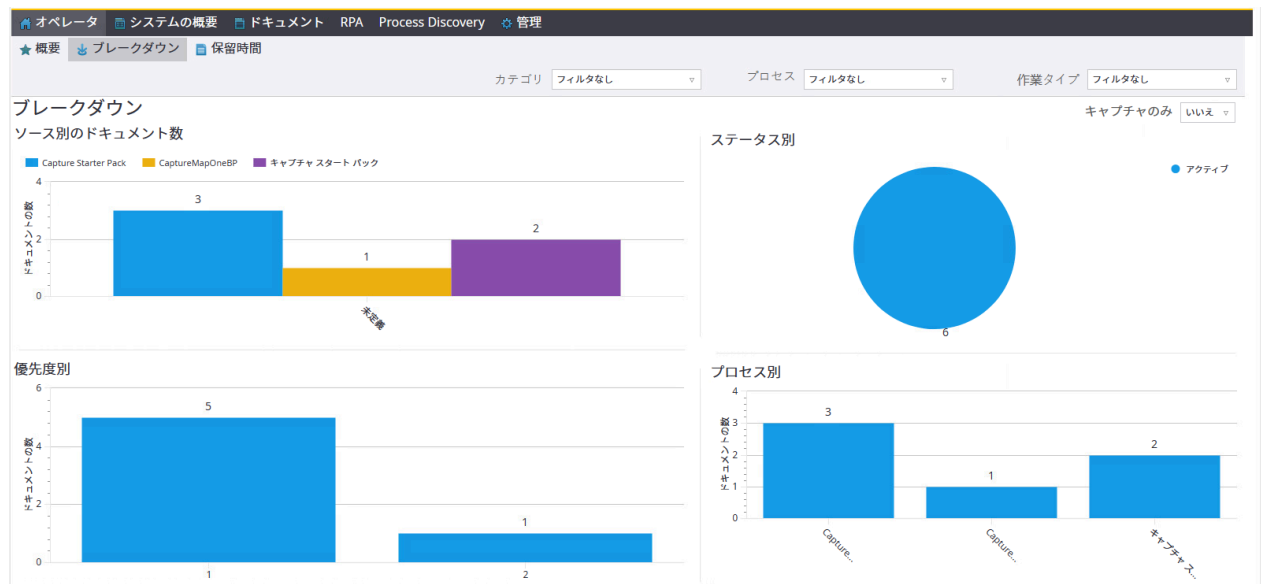 オペレータ システムの概要 ドキュメント RPA Process Discovery 管理
概要 ブレークダウン 保留時間
カテゴリ フィルタなし プロセス フィルタなし 作業タイプ フィルタなし
ブレークダウン
キャプチャのみ いいえ
ソース別のドキュメント数
Capture Starter Pack CaptureMapOneBP キャプチャ スタート パック
ドキュメントの数
4
2
0
3
1
2
未定義
ステータス別
アクティブ
6
優先度別
ドキュメントの数
6
4
2
0
5
1
1
2
プロセス別
ドキュメントの数
4
3
2
1
0
3
1
2
Capture...
Capture...
キャプチャ ス...